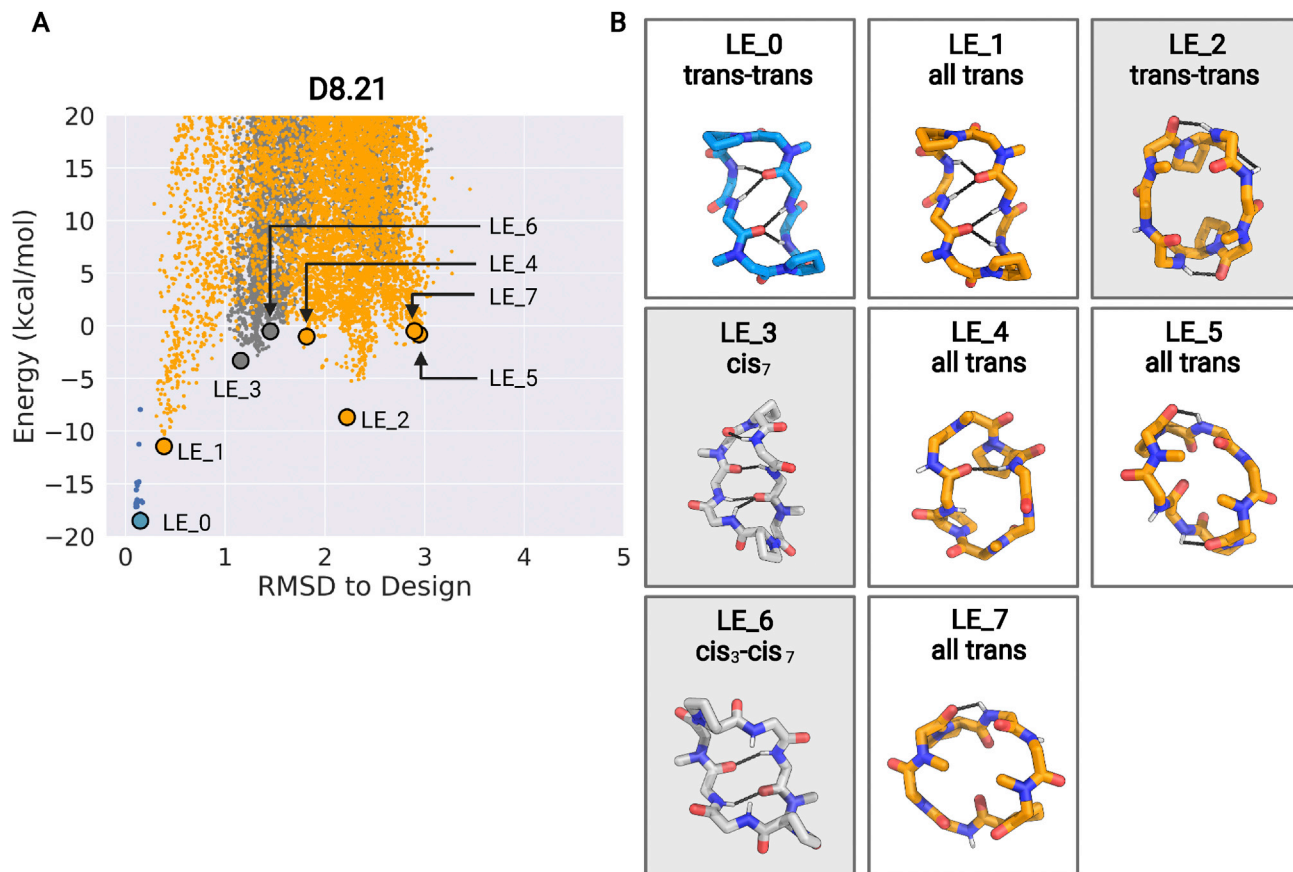 A
D8.21
Energy (kcal/mol)
20
15
10
5
0
−5
−10
−15
−20
LE_6
LE_4
LE_7
LE_5
LE_3
LE_2
LE_1
LE_0
0 1 2 3 4 5
RMSD to Design
B
LE_0
trans-trans
LE_1
all trans
LE_2
trans-trans
LE_3
cis₇
LE_4
all trans
LE_5
all trans
LE_6
cis₃-cis₇
LE_7
all trans